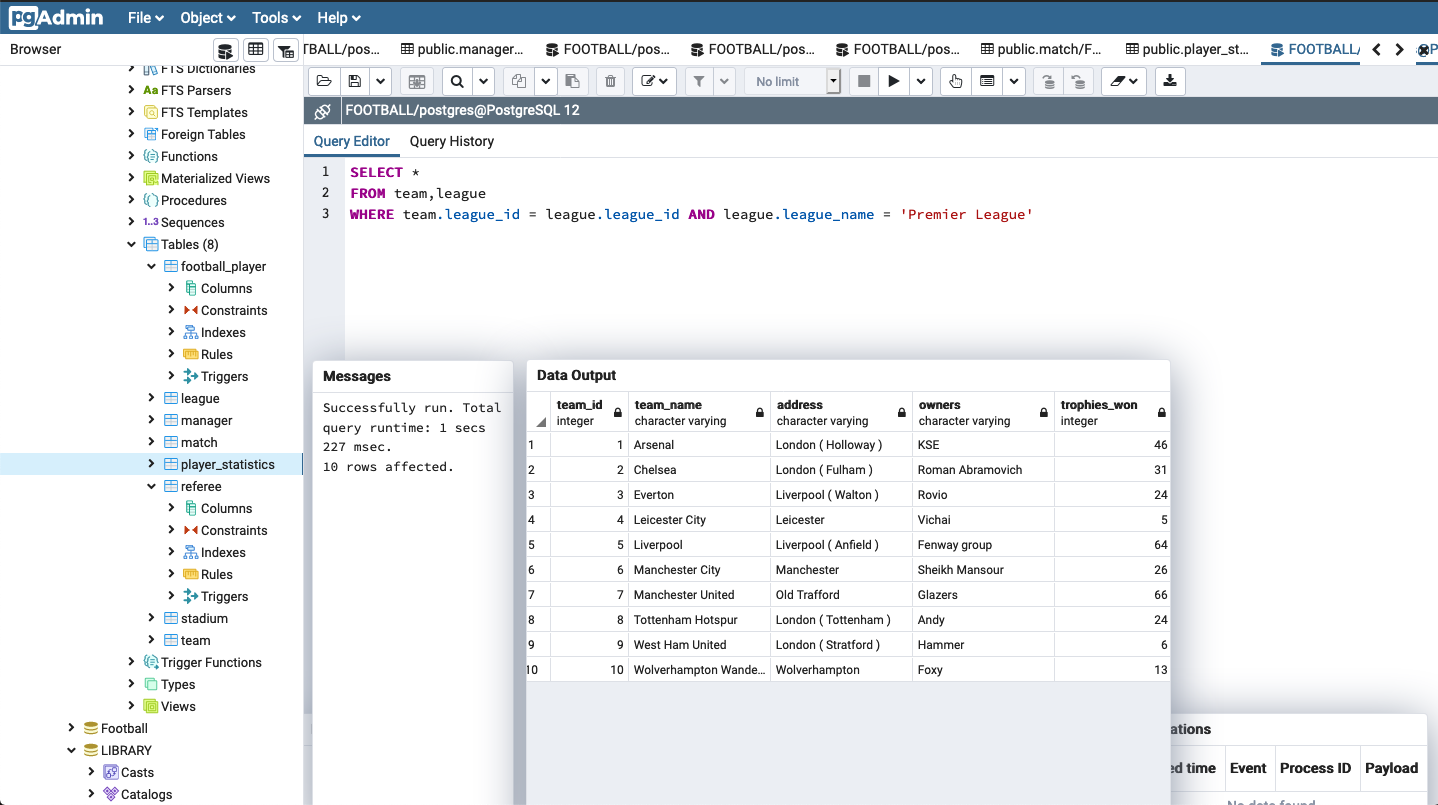 pgAdmin File Object Tools Help
Browser
TBALL/pos... public.manager... FOOTBALL/pos... FOOTBALL/pos... FOOTBALL/pos... public.match/F... public.player_st... FOOTBALL/
No limit
FOOTBALL/postgres@PostgreSQL 12
Query Editor Query History
1 SELECT *
2 FROM team,league
3 WHERE team.league_id = league.league_id AND league.league_name = 'Premier League'
FTS Dictionaries
Aa FTS Parsers
FTS Templates
Foreign Tables
Functions
Materialized Views
Procedures
1..3 Sequences
Tables (8)
football_player
Columns
Constraints
Indexes
Rules
Triggers
league
manager
match
player_statistics
referee
Columns
Constraints
Indexes
Rules
Triggers
stadium
team
Trigger Functions
Types
Views
Football
LIBRARY
Casts
Catalogs
Messages
Successfully run. Total
query runtime: 1 secs
227 msec.
10 rows affected.
Data Output
team_id team_name address owners trophies_won
integer character varying character varying character varying integer
1 1 Arsenal London ( Holloway ) KSE 46
2 2 Chelsea London ( Fulham ) Roman Abramovich 31
3 3 Everton Liverpool ( Walton ) Rovio 24
4 4 Leicester City Leicester Vichai 5
5 5 Liverpool Liverpool ( Anfield ) Fenway group 64
6 6 Manchester City Manchester Sheikh Mansour 26
7 7 Manchester United Old Trafford Glazers 66
8 8 Tottenham Hotspur London ( Tottenham ) Andy 24
9 9 West Ham United London ( Stratford ) Hammer 6
10 10 Wolverhampton Wande... Wolverhampton Foxy 13
ations
ed time Event Process ID Payload
No data found